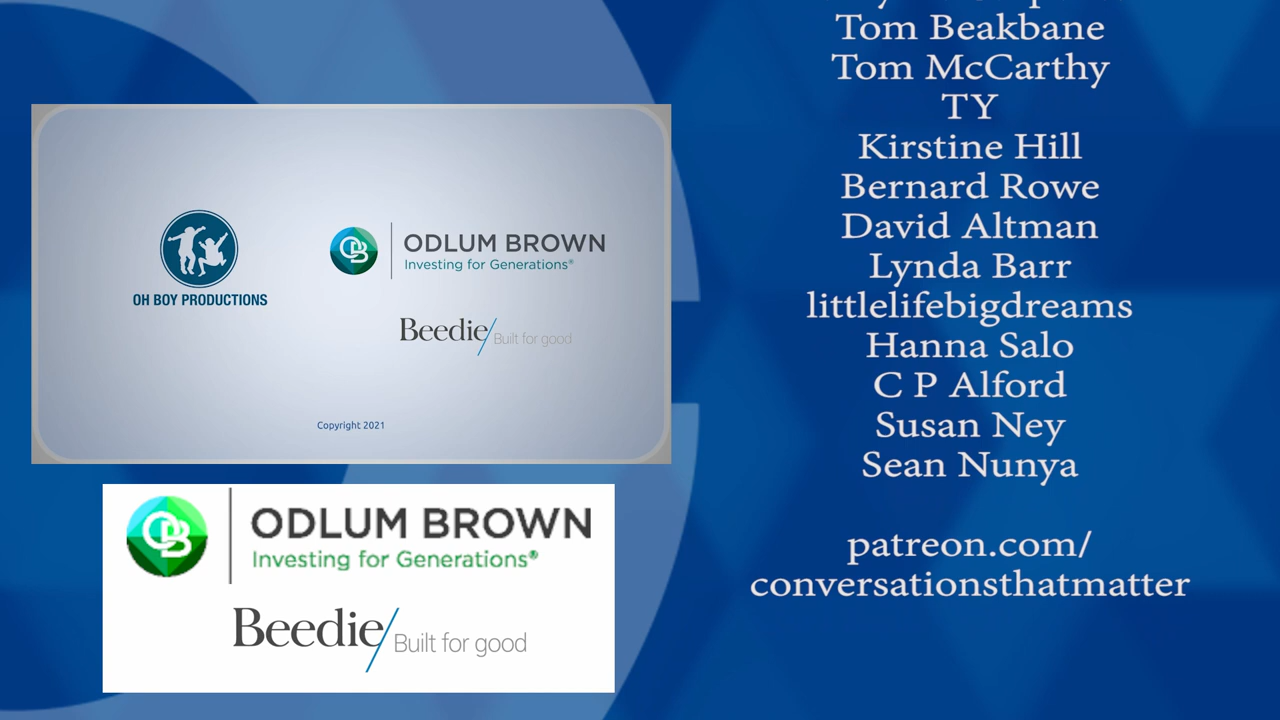 OH BOY PRODUCTIONS
OB
ODLUM BROWN
Investing for Generations®
Beedie/Built for good
Copyright 2021
OB
ODLUM BROWN
Investing for Generations®
Beedie/Built for good
Tom Beakbane
Tom McCarthy
TY
Kirstine Hill
Bernard Rowe
David Altman
Lynda Barr
littlelifebigdreams
Hanna Salo
C P Alford
Susan Ney
Sean Nunya
patreon.com/
conversationsthatmatter